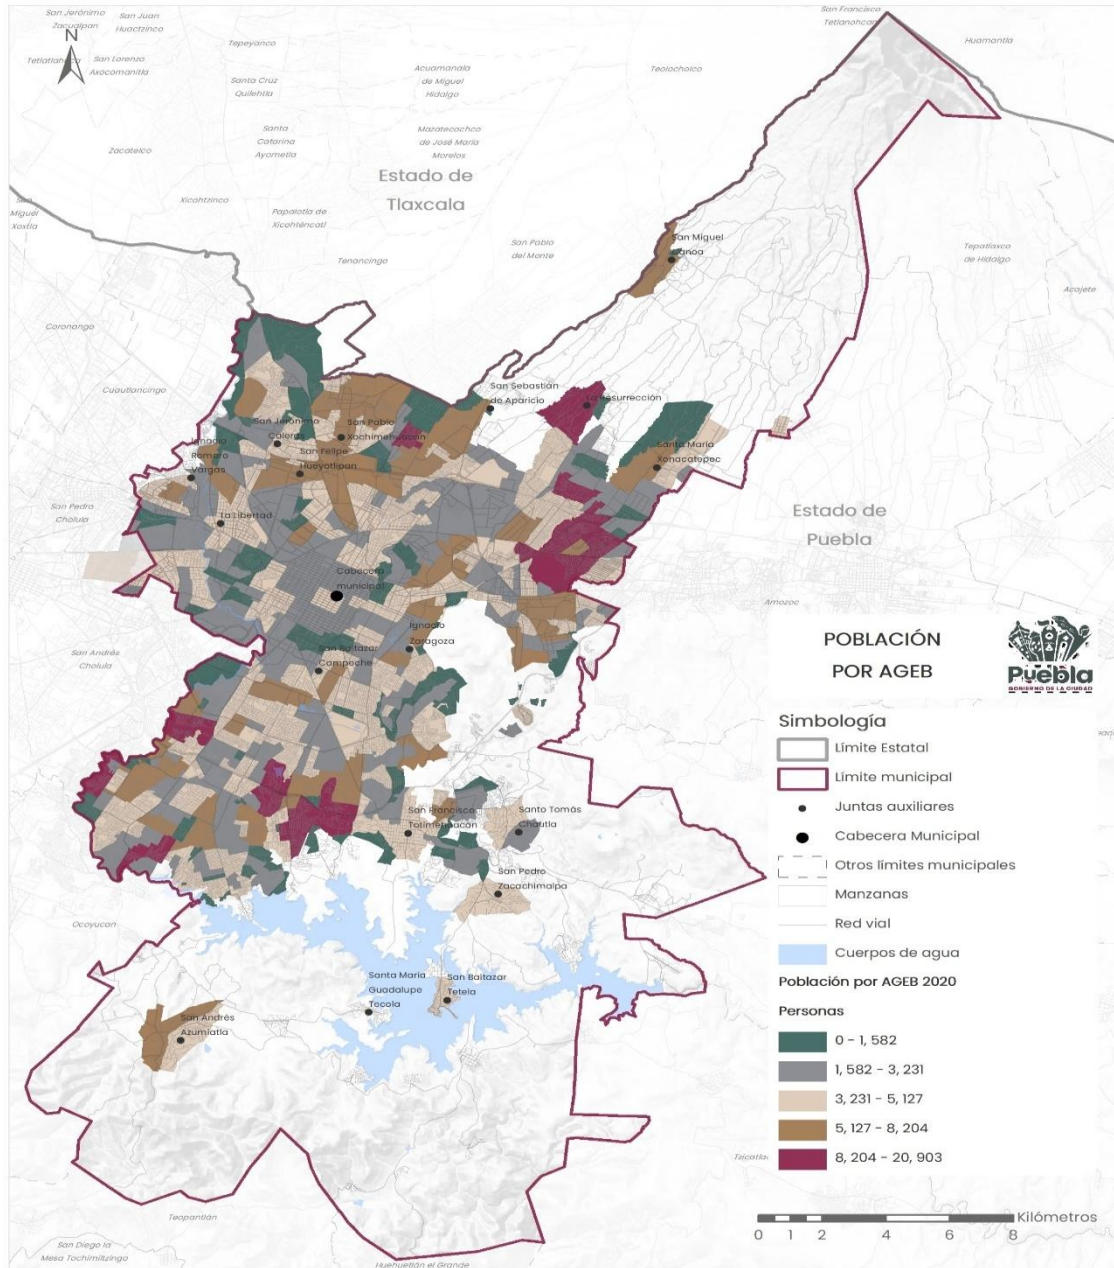 San Jerónimo
Zacualpan
San Juan
Huactzinco
San Francisco
Tetlanohcan
Huamantla
N
San Lorenzo
Axocomanitla
Tepeyanco
Acuamanala
de Miguel
Hidalgo
Teolocholco
Santa Cruz
Quilehtla
Zacatelco
Santa
Catarina
Ayometla
Mazatecochco
de José María
Morelos
Estado de
Tlaxcala
San
Miguel
Xoxtla
Xicohtzinco
Papalotla de
Xicohténcatl
San Pablo
del Monte
Tenancingo
San Miguel
Canoa
Tepatlaxco
de Hidalgo
Acajete
Coronango
Cuautlancingo
San Sebastián
de Aparicio
La Resurrección
San Jerónimo
Caleras
San Pablo
Xochimehuacan
Ignacio
Romero
Vargas
San Felipe
Hueyotlipan
Santa María
Xonacatepec
San Pedro
Cholula
La Libertad
Estado de
Puebla
Cabecera
municipal
Amozoc
Ignacio
Zaragoza
San Baltazar
Campeche
San Andrés
Cholula
San Francisco
Totimehuacán
Santo Tomás
Chautla
San Pedro
Zacachimalpa
Ocoyucan
Santa María
Guadalupe
Tecola
San Baltazar
Tetela
San Andrés
Azumiatla
Teopantlán
San Diego la
Mesa Tochimiltzingo
Huehuetlán el Grande
POBLACIÓN
POR AGEB
Puebla
GOBIERNO DE LA CIUDAD
Simbología
Límite Estatal
Límite municipal
Juntas auxiliares
Cabecera Municipal
Otros límites municipales
Manzanas
Red vial
Cuerpos de agua
Población por AGEB 2020
Personas
0 - 1, 582
1, 582 - 3, 231
3, 231 - 5, 127
5, 127 - 8, 204
8, 204 - 20, 903
Kilómetros
0 1 2 4 6 8